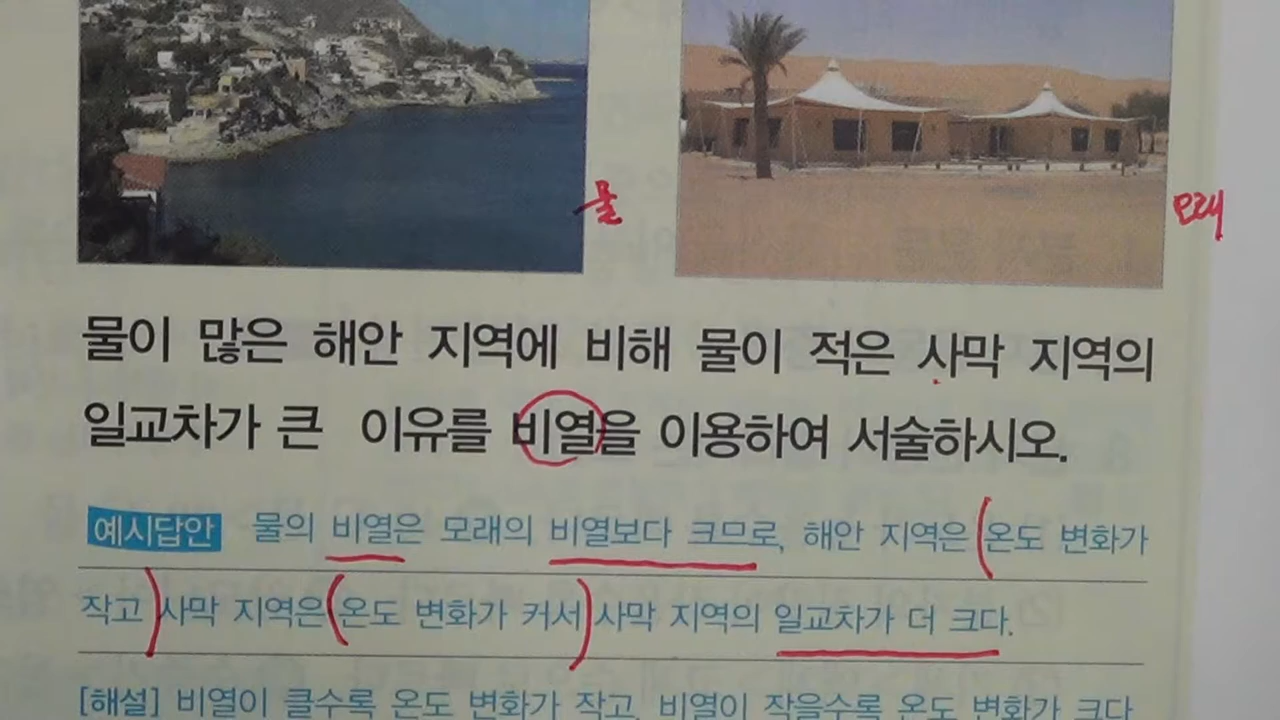 물
모래
물이 많은 해안 지역에 비해 물이 적은 사막 지역의
일교차가 큰 이유를 비열을 이용하여 서술하시오.
예시답안 물의 비열은 모래의 비열보다 크므로, 해안 지역은 온도 변화가
작고 사막 지역은 온도 변화가 커서 사막 지역의 일교차가 더 크다.
[해설] 비열이 클수록 온도 변화가 작고, 비열이 작을수록 온도 변화가 크다.